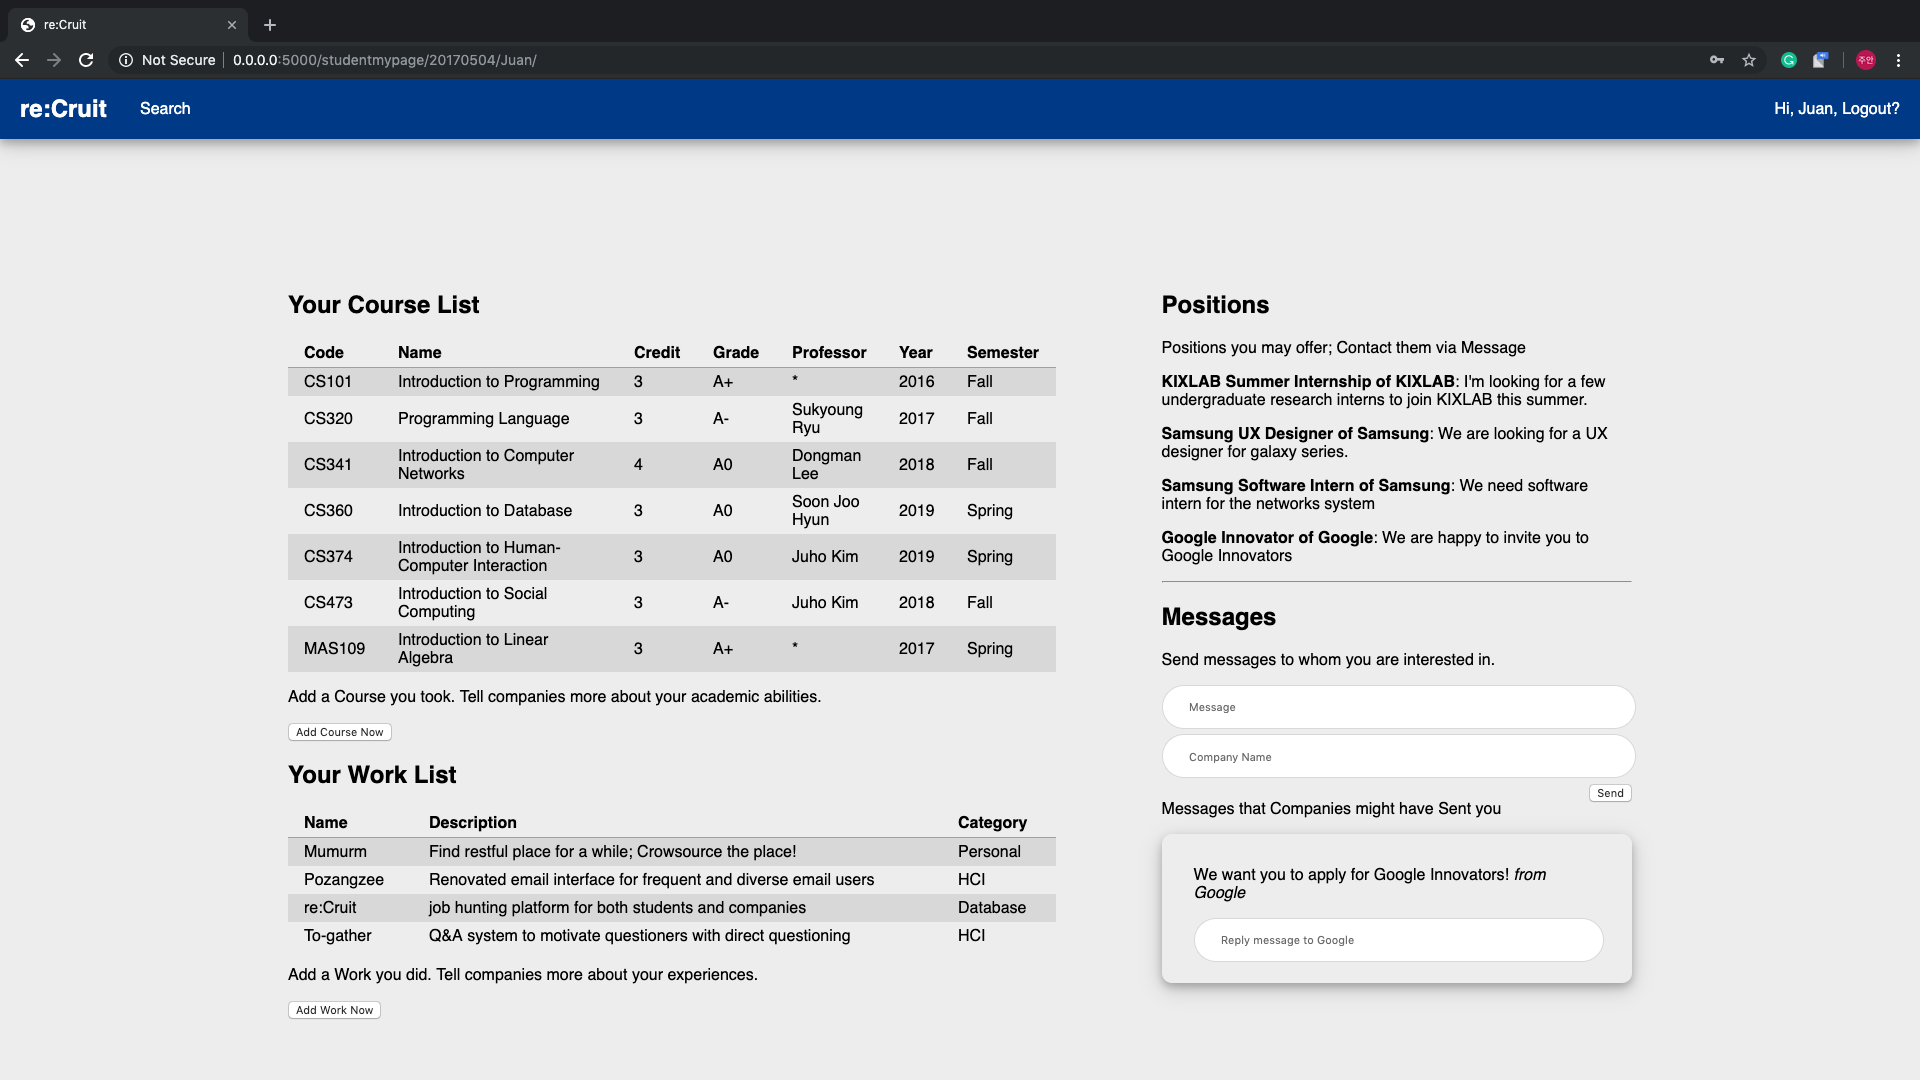 re:Cruit
Not Secure
0.0.0.0:5000/studentmypage/20170504/Juan/
주안
re:Cruit
Search
Hi, Juan, Logout?
Your Course List
Code Name Credit Grade Professor Year Semester
CS101 Introduction to Programming 3 A+ * 2016 Fall
CS320 Programming Language 3 A- Sukyoung
Ryu 2017 Fall
CS341 Introduction to Computer
Networks 4 A0 Dongman
Lee 2018 Fall
CS360 Introduction to Database 3 A0 Soon Joo
Hyun 2019 Spring
CS374 Introduction to Human-
Computer Interaction 3 A0 Juho Kim 2019 Spring
CS473 Introduction to Social
Computing 3 A- Juho Kim 2018 Fall
MAS109 Introduction to Linear
Algebra 3 A+ * 2017 Spring
Add a Course you took. Tell companies more about your academic abilities.
Add Course Now
Your Work List
Name Description Category
Mumurm Find restful place for a while; Crowsource the place! Personal
Pozangzee Renovated email interface for frequent and diverse email users HCI
re:Cruit job hunting platform for both students and companies Database
To-gather Q&A system to motivate questioners with direct questioning HCI
Add a Work you did. Tell companies more about your experiences.
Add Work Now
Positions
Positions you may offer; Contact them via Message
KIXLAB Summer Internship of KIXLAB: I'm looking for a few
undergraduate research interns to join KIXLAB this summer.
Samsung UX Designer of Samsung: We are looking for a UX
designer for galaxy series.
Samsung Software Intern of Samsung: We need software
intern for the networks system
Google Innovator of Google: We are happy to invite you to
Google Innovators
Messages
Send messages to whom you are interested in.
Message
Company Name
Send
Messages that Companies might have Sent you
We want you to apply for Google Innovators! from
Google
Reply message to Google